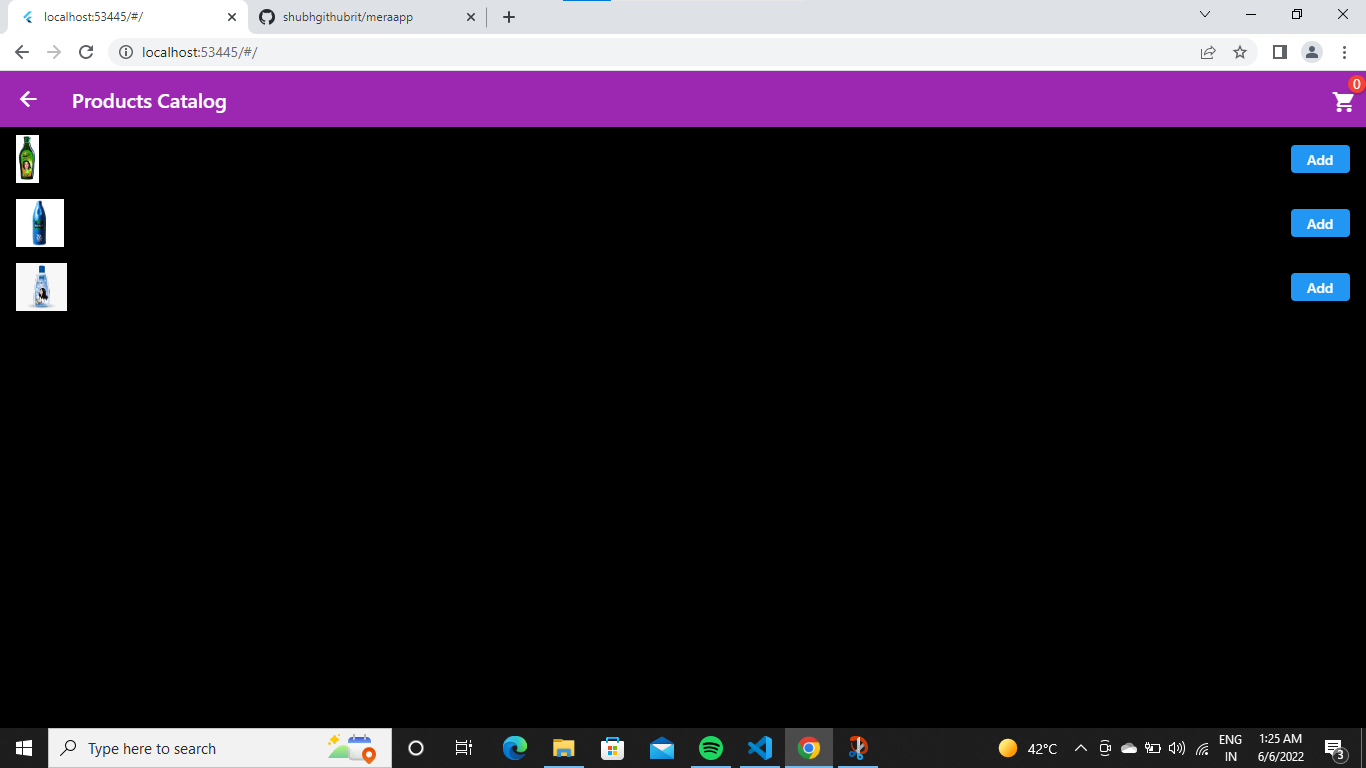 localhost:53445/#/
shubhgithubrit/meraapp
localhost:53445/#/
Products Catalog
0
Add
Add
Add
Type here to search
42°C
ENG
IN
1:25 AM
6/6/2022
3